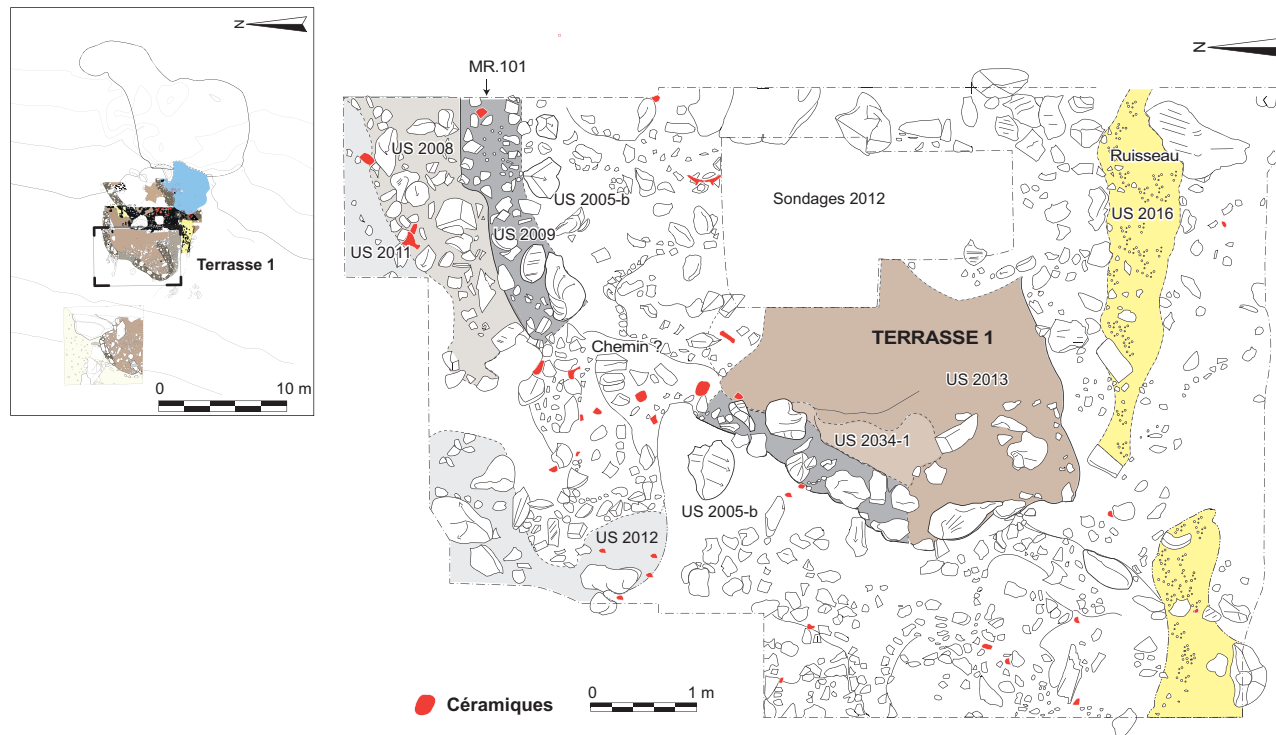 N
Terrasse 1
0 10 m
N
MR.101
US 2008
US 2005-b
Sondages 2012
Ruisseau
US 2016
US 2009
US 2011
Chemin ?
TERRASSE 1
US 2013
US 2034-1
US 2005-b
US 2012
Céramiques
0 1 m